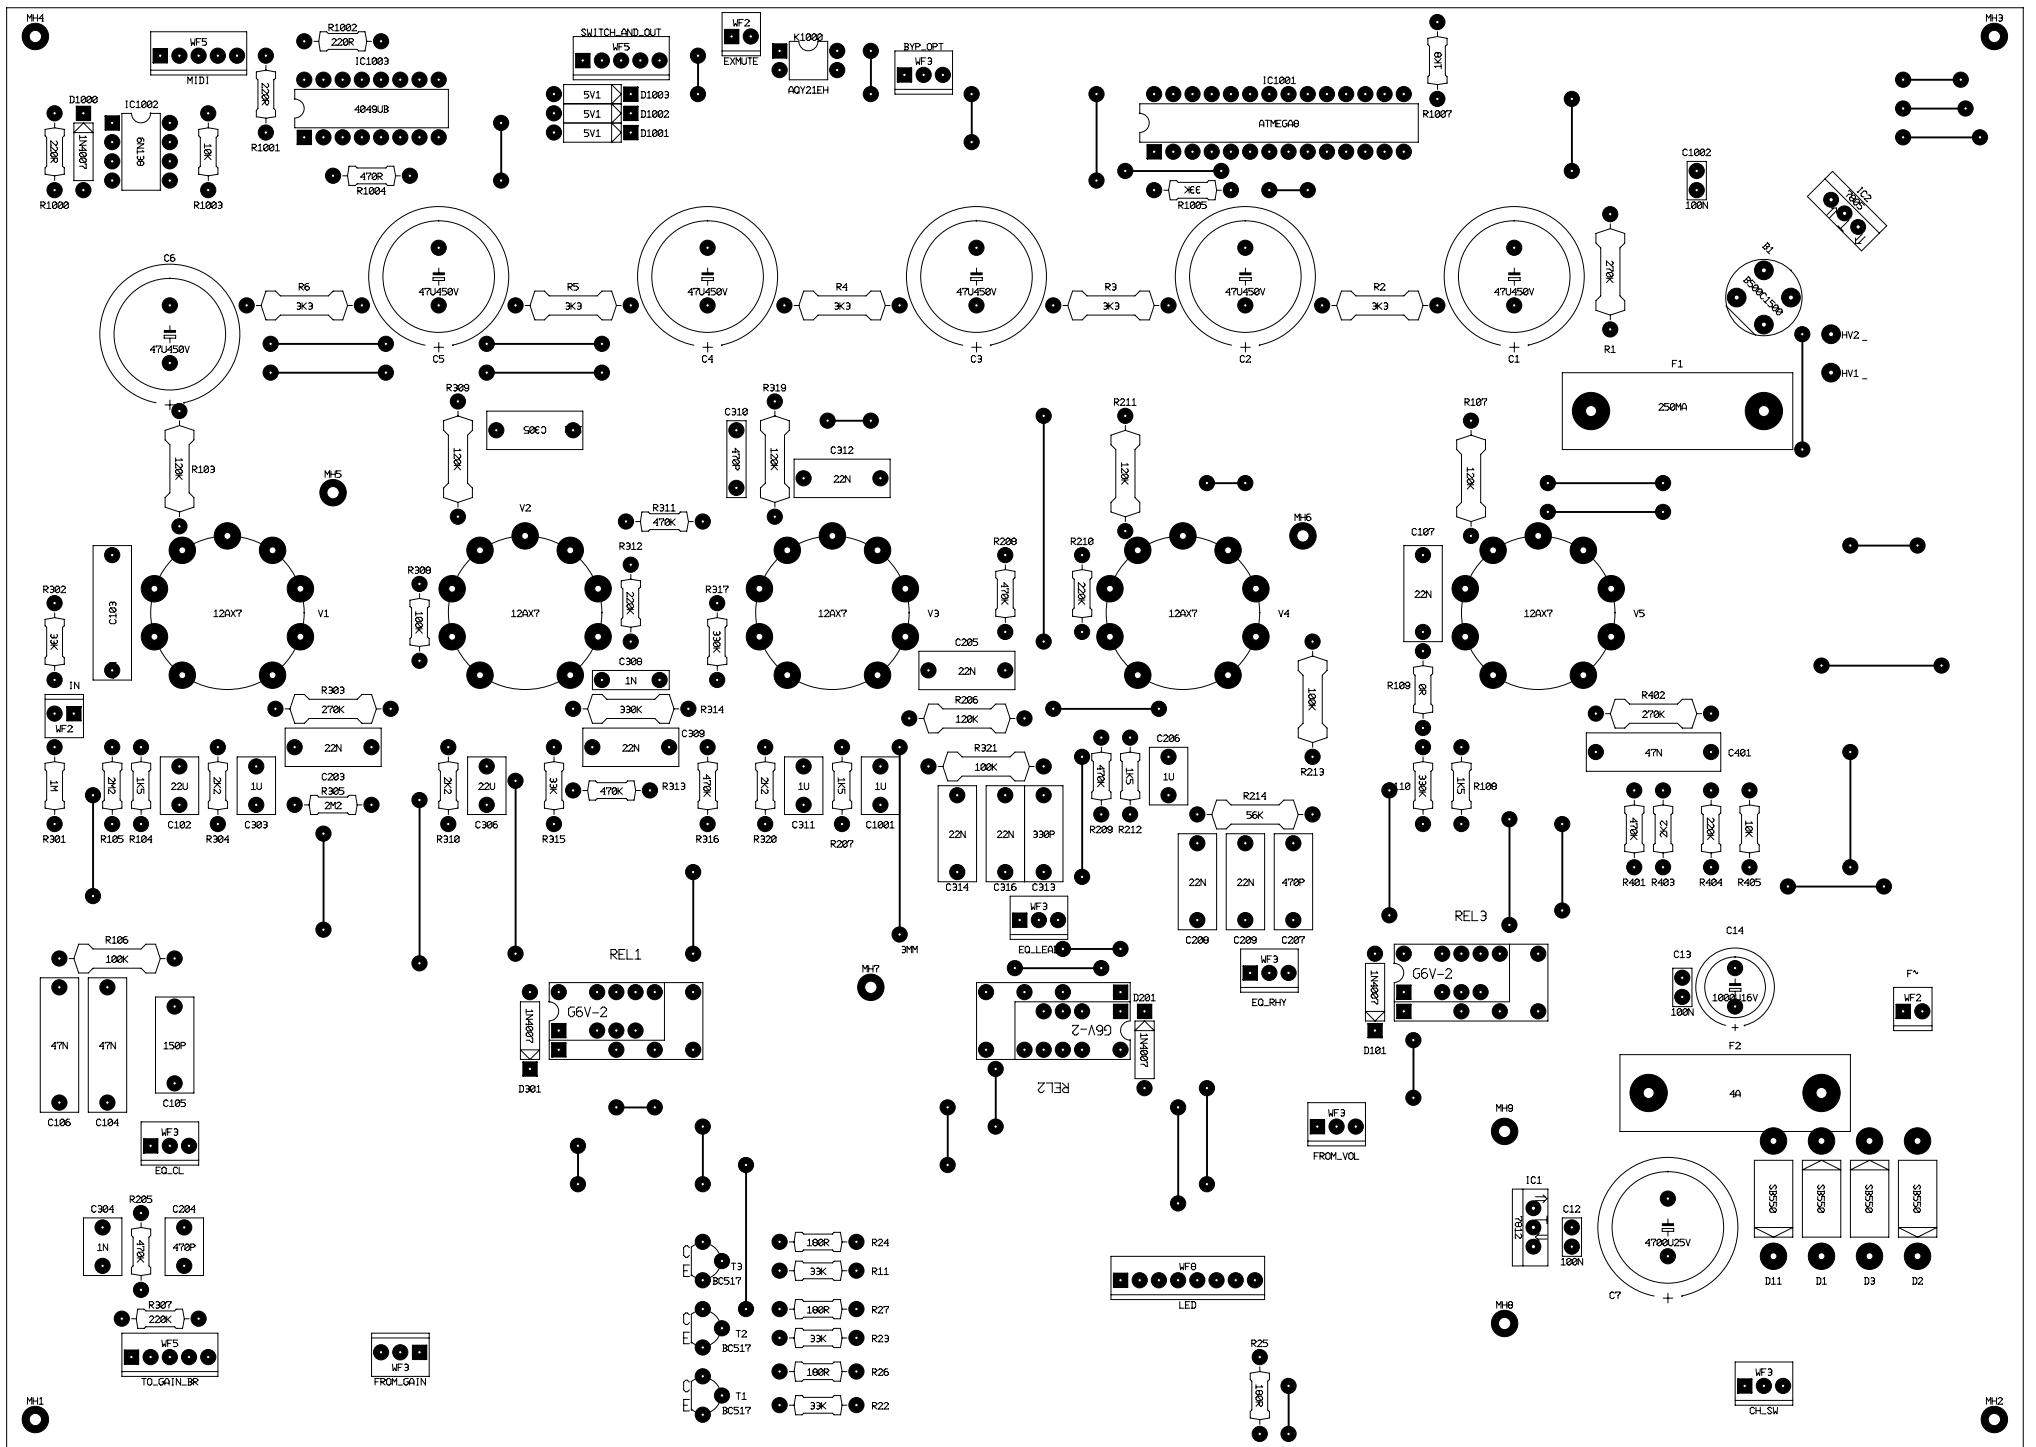 MH4
MH3
WF5
MIDI
R1002
220R
IC1003
4049UB
220R
R1001
SWITCH_AND_OUT
WF5
WF2
EXMUTE
K1000
AQY21EH
BYP_OPT
WF3
IC1001
ATMEGA8
R1007
D1000
1N4007
IC1002
6N138
220R
R1000
10K
R1003
470R
R1004
5V1 D1003
5V1 D1002
5V1 D1001
33K
R1005
C1002
100N
IC2
7805
B1
B500C1500
C6
47U450V
R6
3K3
47U450V
C5
R5
3K3
47U450V
C4
R4
3K3
47U450V
C3
R3
3K3
47U450V
C2
R2
3K3
47U450V
C1
270K
R1
HV2_
HV1_
F1
250MA
120K
R103
MH5
R309
120K
C305
C310
470P
R319
120K
C312
22N
R211
120K
R107
120K
V2
R311
470K
R312
220K
MH6
R302
33K
C103
12AX7
V1
R308
100K
12AX7
R317
330K
12AX7
V3
R208
470K
R210
220K
12AX7
V4
C107
22N
12AX7
V5
C205
22N
C308
1N
IN
WF2
R303
270K
330K
R314
R206
120K
100K
R213
R109
0R
R402
270K
22N
22N
C309
R321
100K
47N
C401
1M
R301
2M2
R105
1K5
R104
22U
C102
2K2
R304
1U
C303
C203
R305
2M2
2K2
R310
22U
C306
33K
R315
470K
R313
470K
R316
2K2
R320
1U
C311
1K5
R207
1U
C1001
470K
R209
1K5
R212
C206
1U
R214
56K
330K
1K5
R108
470K
R401
2K2
R403
220K
R404
10K
R405
22N
C314
22N
C316
330P
C313
22N
C208
22N
C209
470P
C207
WF3
EQ_LEAD
3MM
WF3
EQ_RHY
REL3
R106
100K
REL1
MH7
C14
1000U16V
C13
100N
F~
WF2
47N
C106
47N
C104
150P
C105
1N4007
D301
G6V-2
D201
1N4007
G6V-2
REL2
1N4007
D101
G6V-2
F2
4A
WF3
EQ_CL
WF3
FROM_VOL
MH9
C304
1N
R205
470K
C204
470P
T3
BC517
180R R24
33K R11
IC1
7812
C12
100N
4700U25V
C7
SB550
D11
SB550
D1
SB550
D3
SB550
D2
WF8
LED
R307
220K
T2
BC517
180R R27
33K R23
MH8
WF5
TO_GAIN_BR
WF3
FROM_GAIN
T1
BC517
180R R26
33K R22
R25
180R
WF3
CH_SW
MH1
MH2